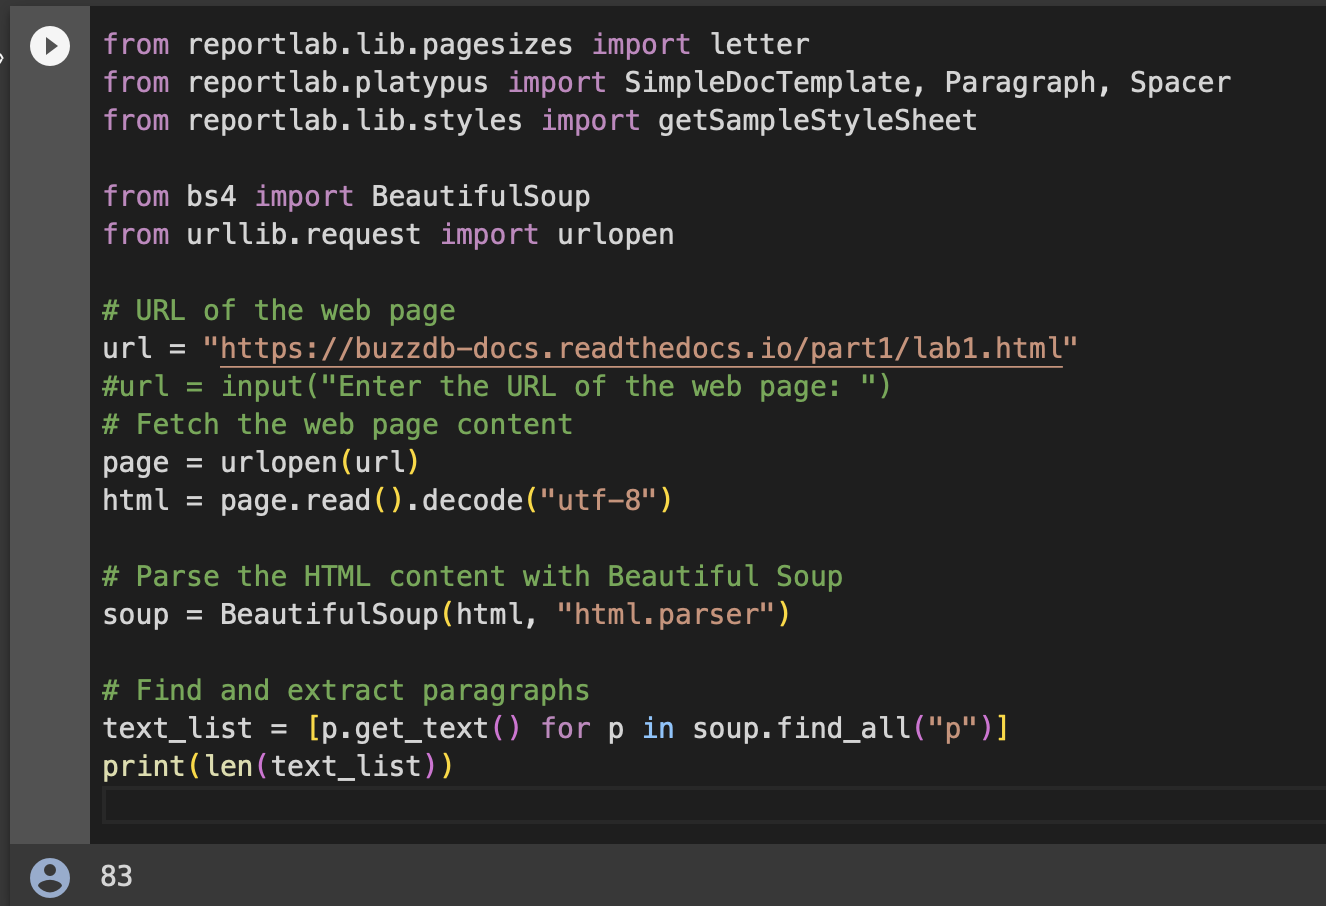 from reportlab.lib.pagesizes import letter
from reportlab.platypus import SimpleDocTemplate, Paragraph, Spacer
from reportlab.lib.styles import getSampleStyleSheet
from bs4 import BeautifulSoup
from urllib.request import urlopen
# URL of the web page
url = "https://buzzdb-docs.readthedocs.io/part1/lab1.html"
#url = input("Enter the URL of the web page: ")
# Fetch the web page content
page = urlopen(url)
html = page.read().decode("utf-8")
# Parse the HTML content with Beautiful Soup
soup = BeautifulSoup(html, "html.parser")
# Find and extract paragraphs
text_list = [p.get_text() for p in soup.find_all("p")]
print(len(text_list))
83